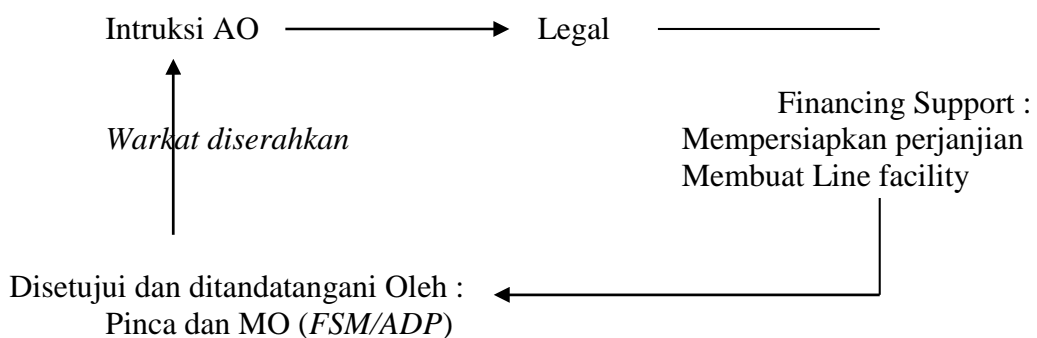 Intruksi AO
Legal
Financing Support :
Warkat diserahkan
Mempersiapkan perjanjian
Membuat Line facility
Disetujui dan ditandatangani Oleh :
Pinca dan MO (FSM/ADP)